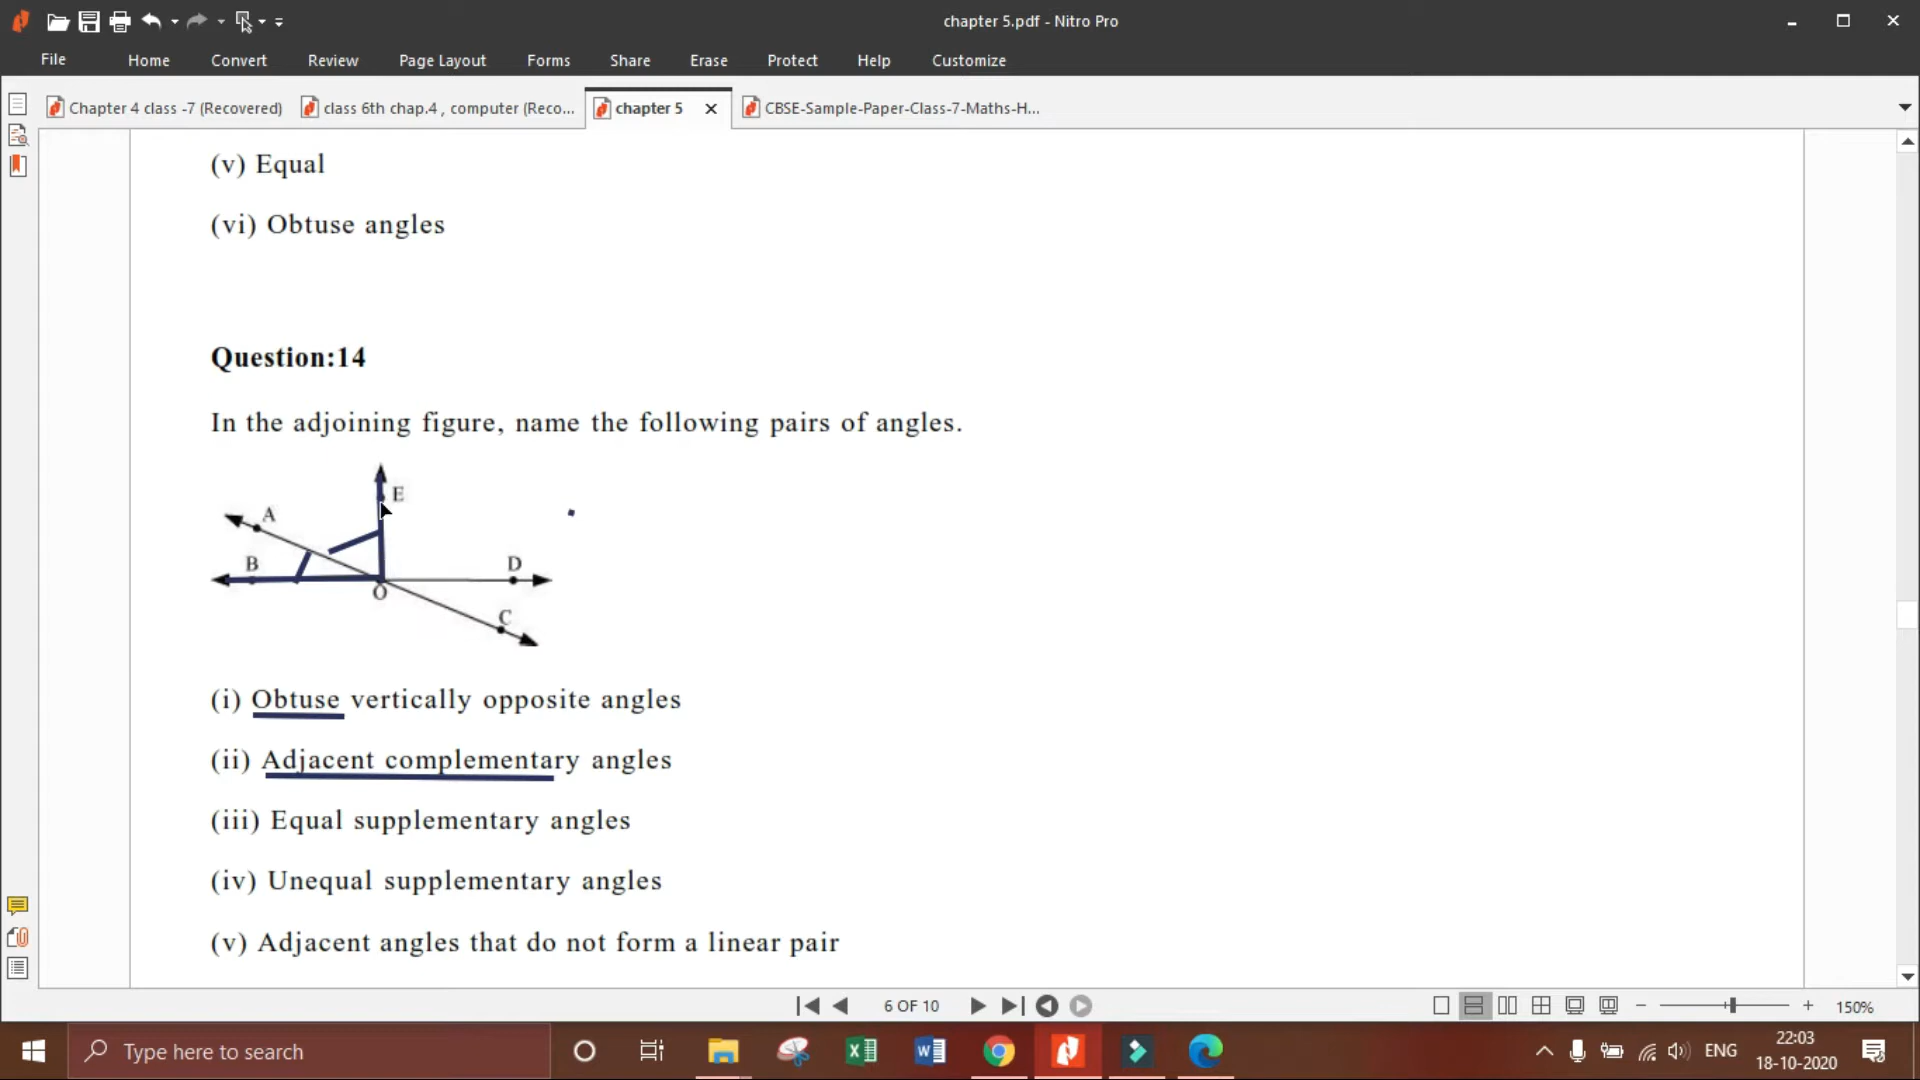 chapter 5.pdf - Nitro Pro
File Home Convert Review Page Layout Forms Share Erase Protect Help Customize
Chapter 4 class -7 (Recovered) class 6th chap.4 , computer (Reco... chapter 5 CBSE-Sample-Paper-Class-7-Maths-H...
(v) Equal
(vi) Obtuse angles
Question:14
In the adjoining figure, name the following pairs of angles.
E
A
B
D
O
C
(i) Obtuse vertically opposite angles
(ii) Adjacent complementary angles
(iii) Equal supplementary angles
(iv) Unequal supplementary angles
(v) Adjacent angles that do not form a linear pair
6 OF 10
150%
Type here to search
ENG
22:03
18-10-2020